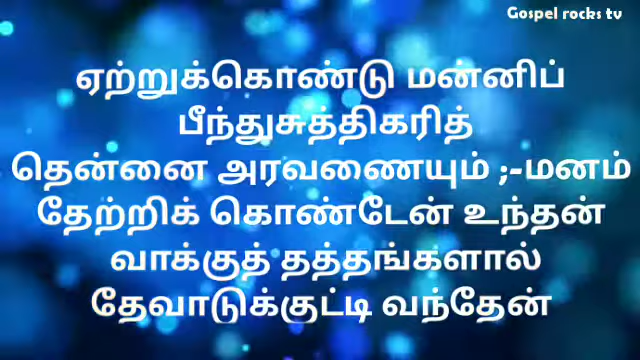 Gospel rocks tv
ஏற்றுக்கொண்டு மன்னிப்
பீந்துசுத்திகரித்
தென்னை அரவணையும் ;-மனம்
தேற்றிக் கொண்டேன் உந்தன்
வாக்குத் தத்தங்களால்
தேவாடுக்குட்டி வந்தேன்